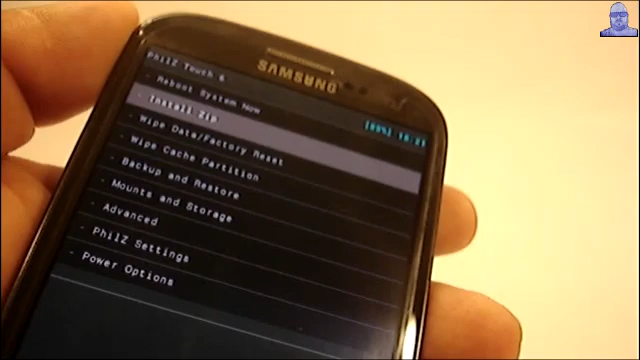 SAMSUNG
PhilZ Touch 6
- Reboot System Now
- Install Zip
- Wipe Data/Factory Reset
- Wipe Cache Partition
- Backup and Restore
- Mounts and Storage
- Advanced
- PhilZ Settings
- Power Options